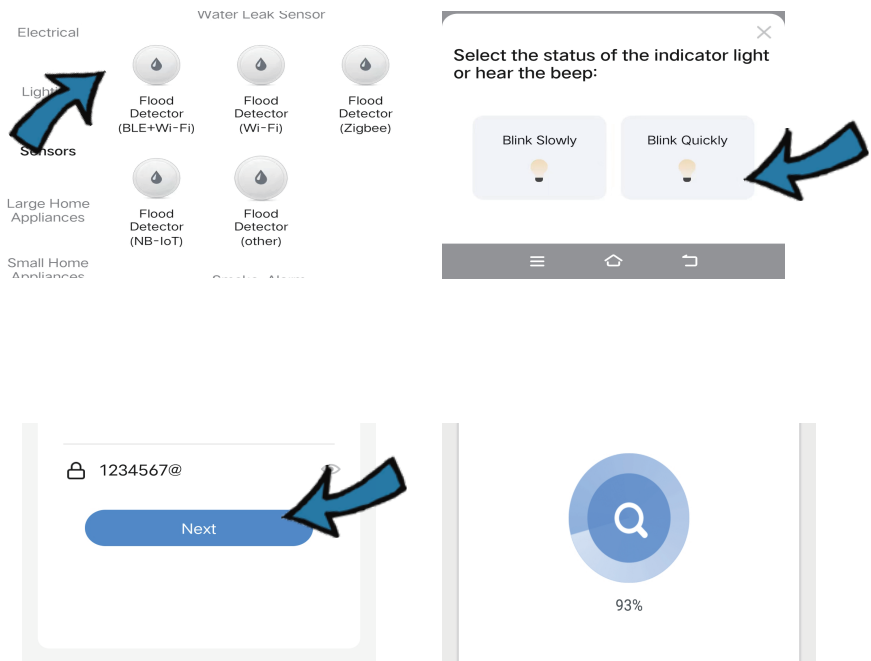 Water Leak Sensor
Electrical
Flood
Detector
(BLE+Wi-Fi)
Flood
Detector
(Wi-Fi)
Flood
Detector
(Zigbee)
Sensors
Large Home
Appliances
Flood
Detector
(NB-IoT)
Flood
Detector
(other)
Small Home
Appliances
Select the status of the indicator light
or hear the beep:
Blink Slowly
Blink Quickly
1234567@
Next
93%